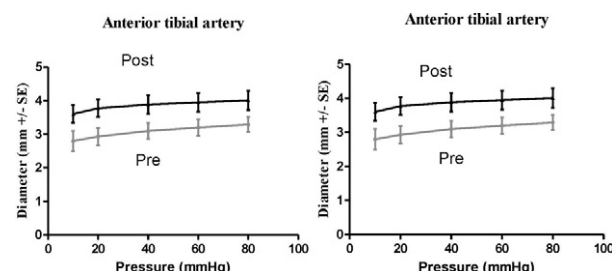 Anterior tibial artery
Post
Pre
Diameter (mm +/- SE)
5
4
3
2
1
0
0 20 40 60 80 100
Pressure (mmHg)
Anterior tibial artery
Post
Pre
Diameter (mm +/- SE)
5
4
3
2
1
0
0 20 40 60 80 100
Pressure (mmHg)